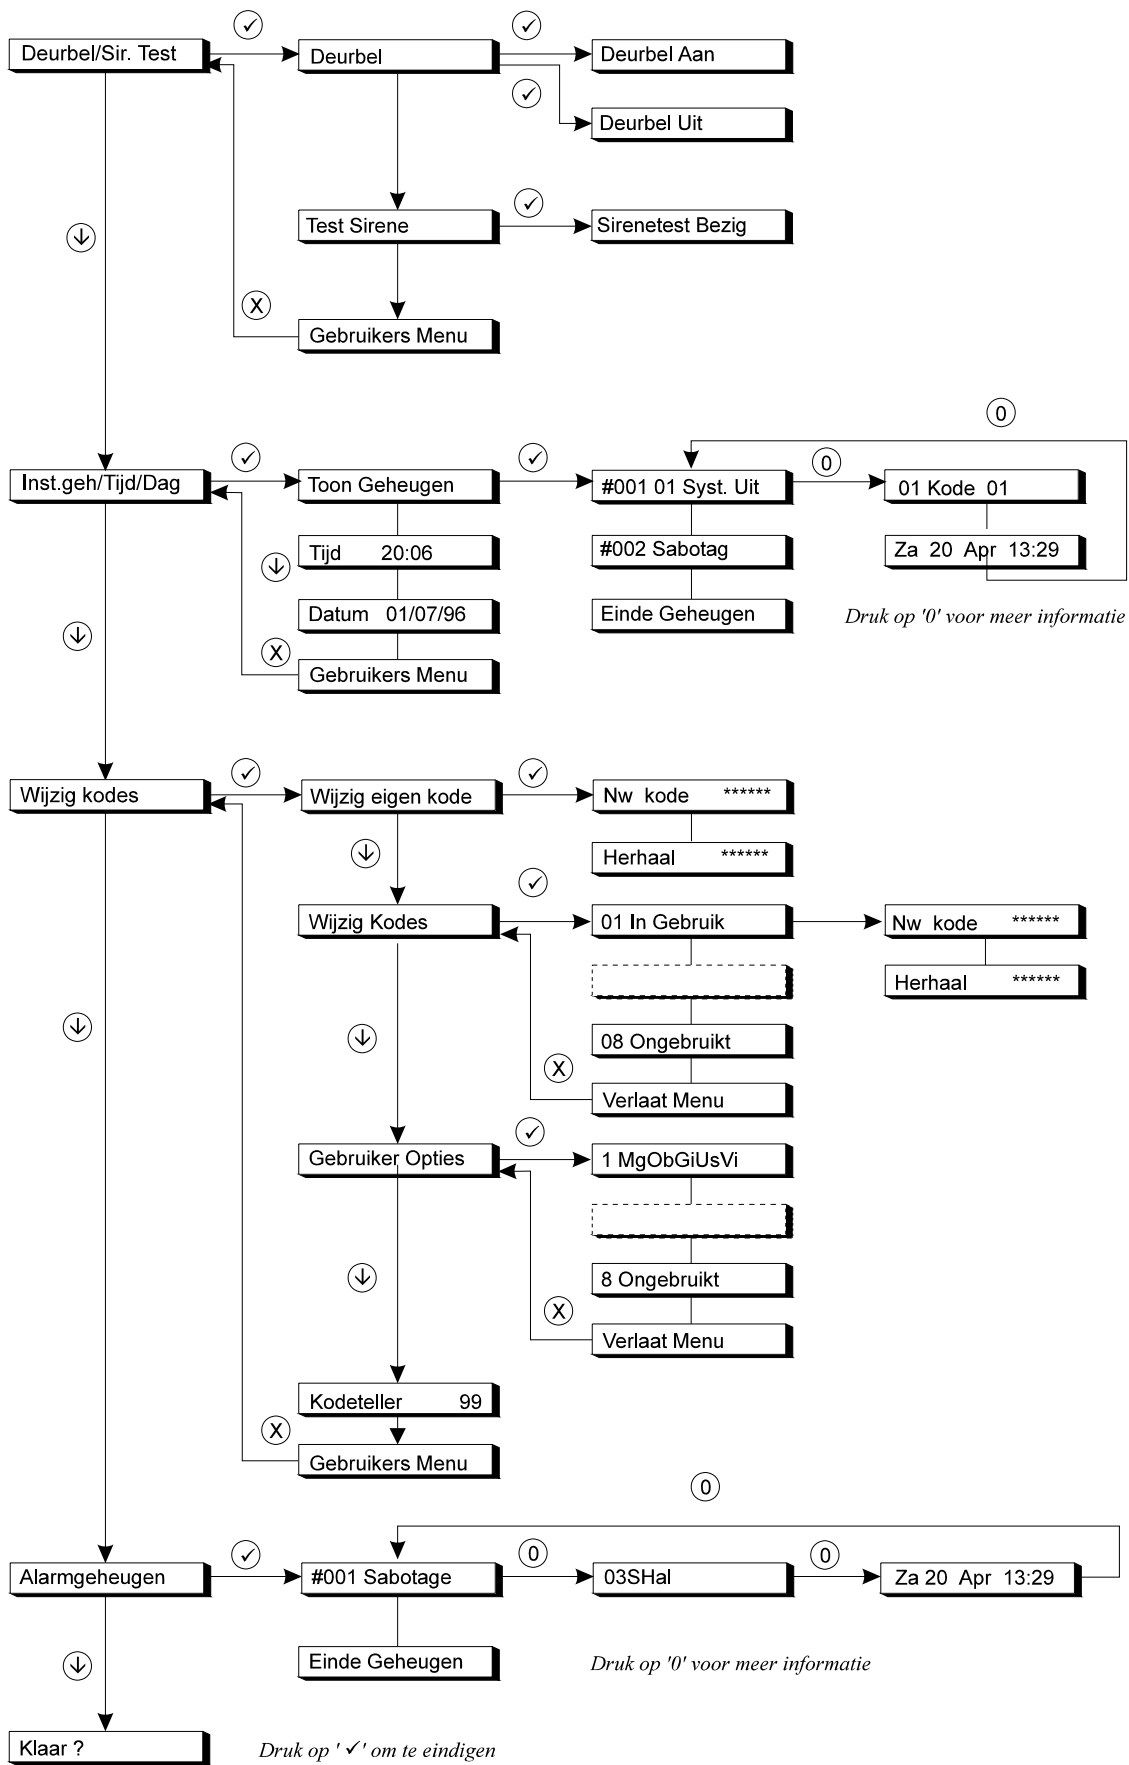 ✓
✓
Deurbel/Sir. Test
Deurbel
Deurbel Aan
✓
Deurbel Uit
✓
Test Sirene
Sirenetest Bezig
↓
X
Gebruikers Menu
0
✓
✓
0
Inst.geh/Tijd/Dag
Toon Geheugen
#001 01 Syst. Uit
01 Kode 01
↓
Tijd 20:06
#002 Sabotag
Za 20 Apr 13:29
Datum 01/07/96
Einde Geheugen
Druk op '0' voor meer informatie
↓
X
Gebruikers Menu
✓
✓
Wijzig kodes
Wijzig eigen kode
Nw kode ******
↓
Herhaal ******
✓
Wijzig Kodes
01 In Gebruik
Nw kode ******
Herhaal ******
↓
↓
08 Ongebruikt
X
Verlaat Menu
✓
Gebruiker Opties
1 MgObGiUsVi
↓
8 Ongebruikt
X
Verlaat Menu
Kodeteller 99
X
Gebruikers Menu
0
✓
0
0
Alarmgeheugen
#001 Sabotage
03SHal
Za 20 Apr 13:29
↓
Einde Geheugen
Druk op '0' voor meer informatie
Klaar ?
Druk op '✓' om te eindigen